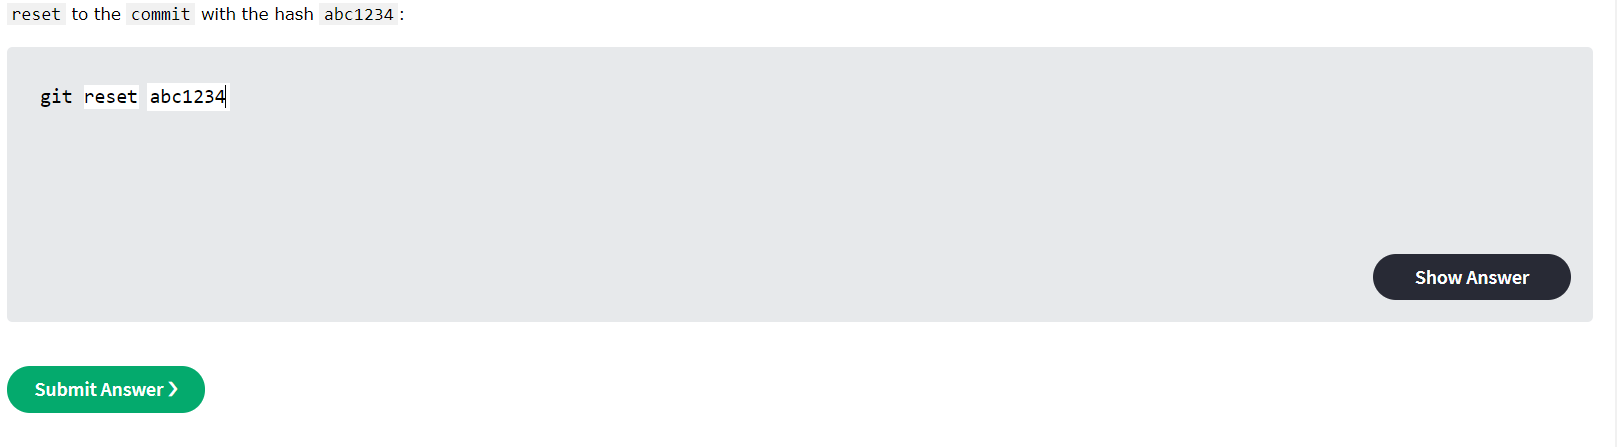 reset to the commit with the hash abc1234 :
git reset abc1234
Show Answer
Submit Answer ❯